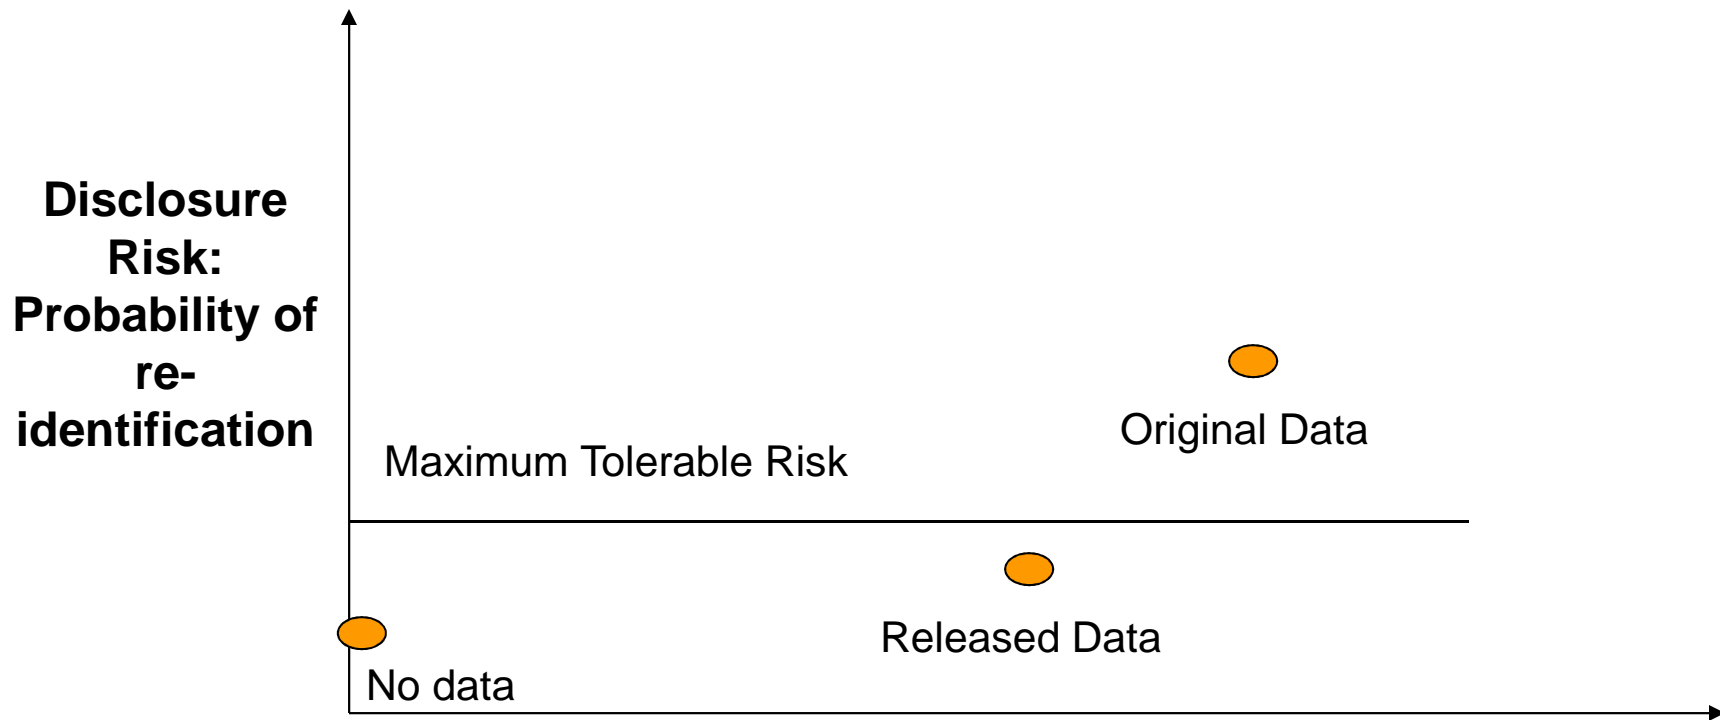 Disclosure
Risk:
Probability of
re-
identification
Original Data
Maximum Tolerable Risk
Released Data
No data